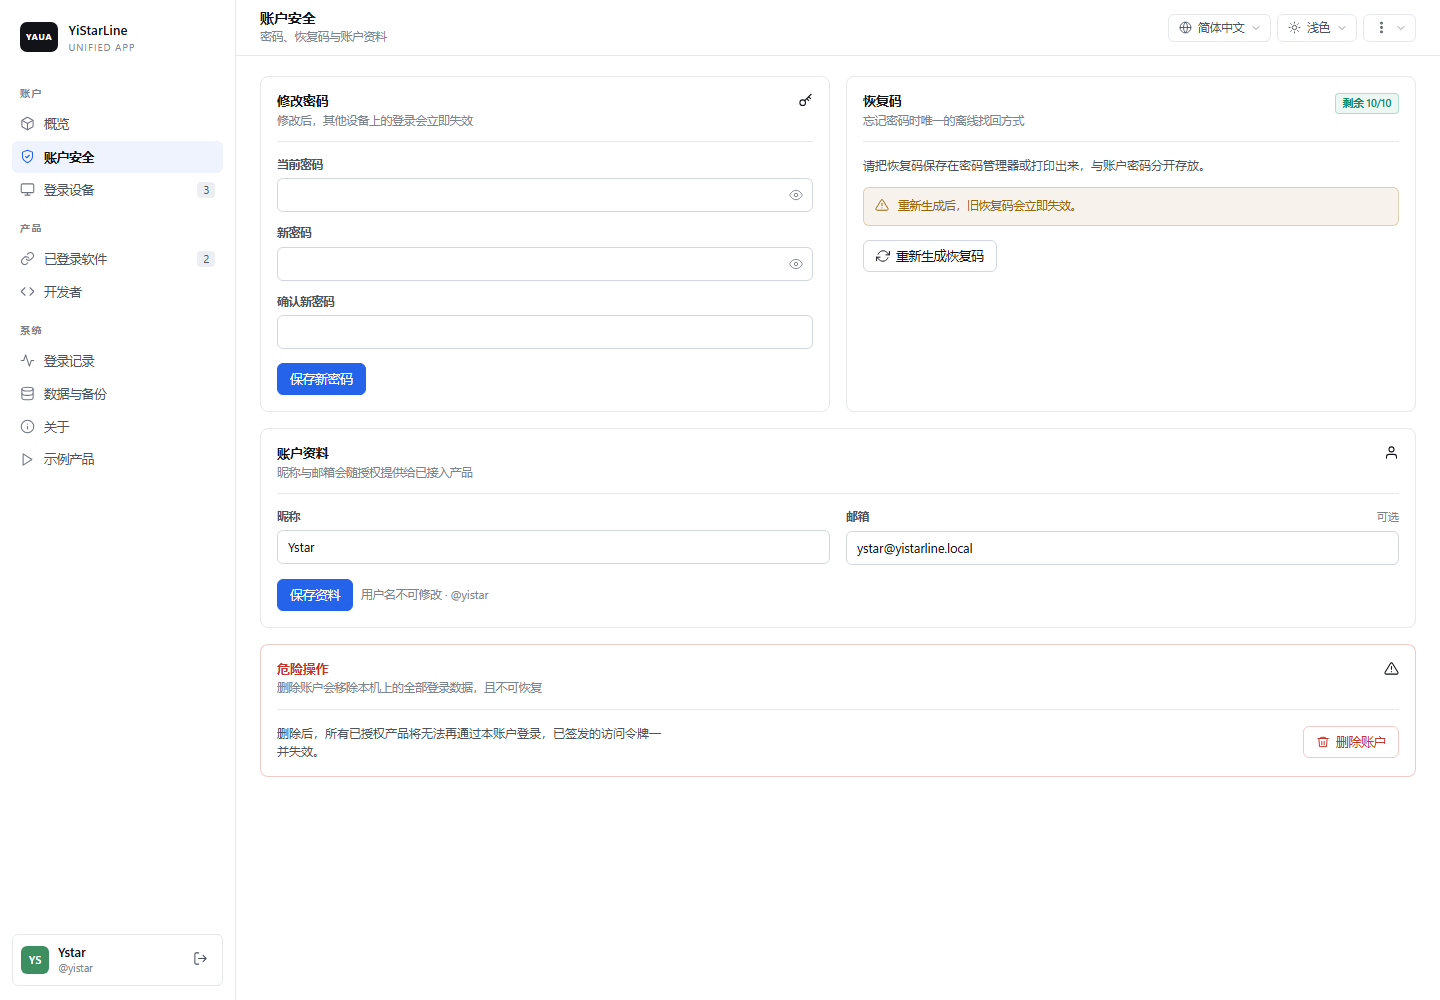 YAUA
YiStarLine
UNIFIED APP
账户
概览
账户安全
登录设备 3
产品
已登录软件 2
开发者
系统
登录记录
数据与备份
关于
示例产品
YS
Ystar
@yistar
账户安全
密码、恢复码与账户资料
简体中文
浅色
修改密码
修改后，其他设备上的登录会立即失效
当前密码
新密码
确认新密码
保存新密码
恢复码
忘记密码时唯一的离线找回方式
剩余 10/10
请把恢复码保存在密码管理器或打印出来，与账户密码分开存放。
重新生成后，旧恢复码会立即失效。
重新生成恢复码
账户资料
昵称与邮箱会随授权提供给已接入产品
昵称
Ystar
邮箱 可选
ystar@yistarline.local
保存资料 用户名不可修改 · @yistar
危险操作
删除账户会移除本机上的全部登录数据，且不可恢复
删除后，所有已授权产品将无法再通过本账户登录，已签发的访问令牌一
并失效。
删除账户